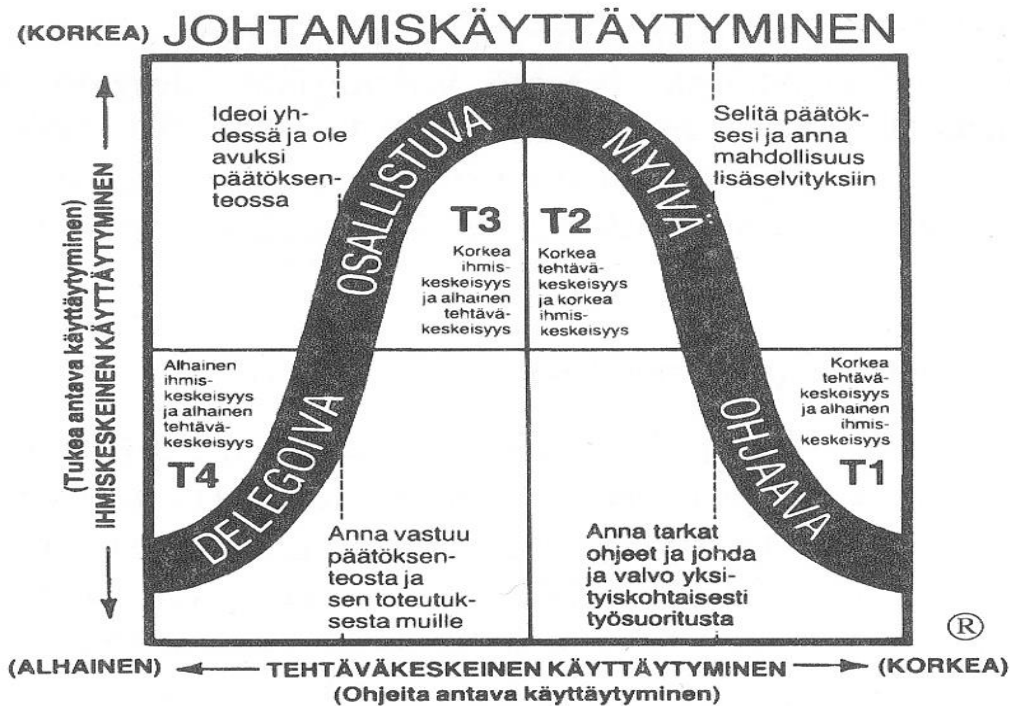 (KORKEA) JOHTAMISKÄYTTÄYTYMINEN
(Tukea antava käyttäytyminen)
IHMISKESKEINEN KÄYTTÄYTYMINEN
Ideoi yh-
dessä ja ole
avuksi
päätöksen-
teossa
OSALLISTUVA
T3
Korkea
ihmis-
keskeisyys
ja alhainen
tehtävä-
keskeisyys
MYYVÄ
T2
Korkea
tehtävä-
keskeisyys
ja korkea
ihmis-
keskeisyys
Selitä päätök-
sesi ja anna
mahdollisuus
lisäselvityksiin
Alhainen
ihmis-
keskeisyys
ja alhainen
tehtävä-
keskeisyys
T4
DELEGOIVA
Anna vastuu
päätöksen-
teosta ja
sen toteutuk-
sesta muille
Anna tarkat
ohjeet ja johda
ja valvo yksi-
tyiskohtaisesti
työsuoritusta
OHJAAVA
Korkea
tehtävä-
keskeisyys
ja alhainen
ihmis-
keskeisyys
T1
®
(ALHAINEN) TEHTÄVÄKESKEINEN KÄYTTÄYTYMINEN (KORKEA)
(Ohjeita antava käyttäytyminen)